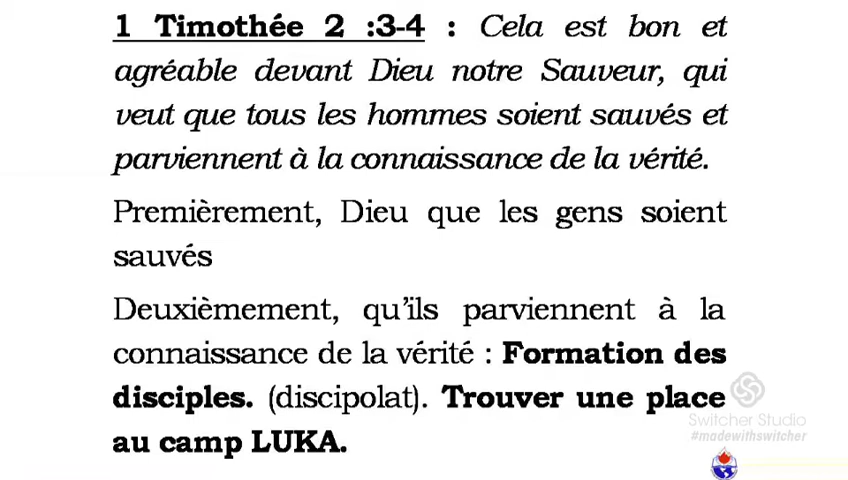 1 Timothée 2 :3-4 : Cela est bon et
agréable devant Dieu notre Sauveur, qui
veut que tous les hommes soient sauvés et
parviennent à la connaissance de la vérité.
Premièrement, Dieu que les gens soient
sauvés
Deuxièmement, qu’ils parviennent à la
connaissance de la vérité : Formation des
disciples. (discipolat). Trouver une place
au camp LUKA.
Switcher Studio
#madewithswitcher